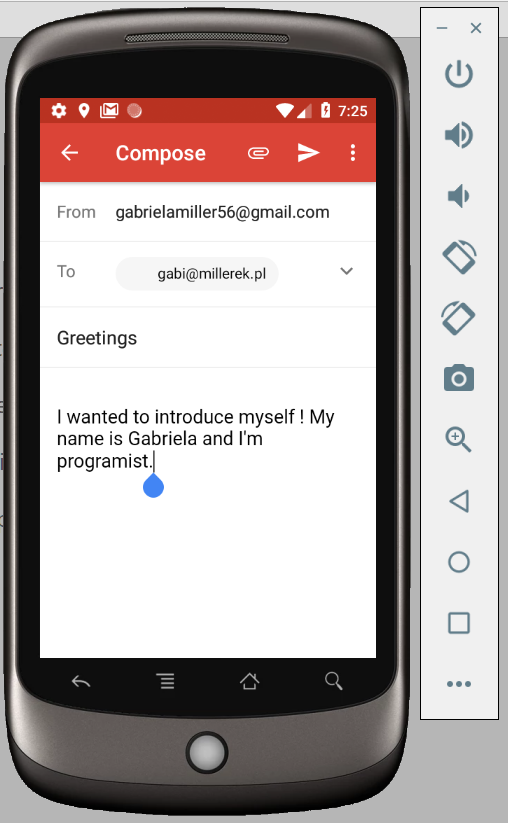 7:25
Compose
From gabrielamiller56@gmail.com
To gabi@millerek.pl
Greetings
I wanted to introduce myself ! My
name is Gabriela and I'm
programist.